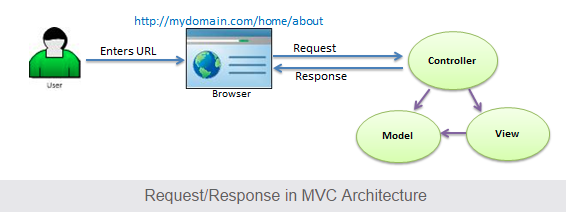 http://mydomain.com/home/about
Enters URL
Request
Response
Controller
User
Browser
Model
View
Request/Response in MVC Architecture